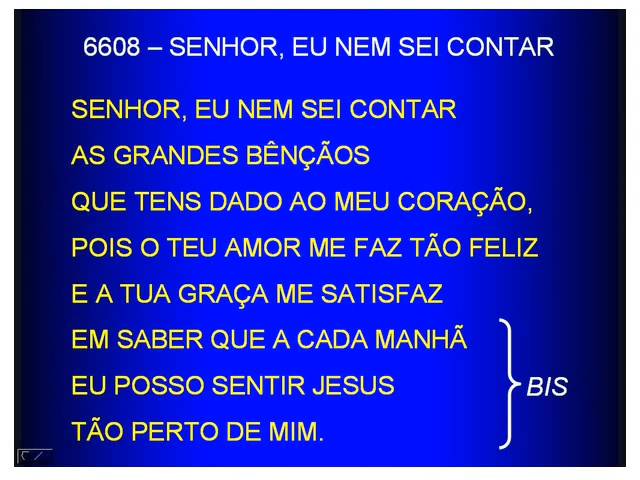 6608 – SENHOR, EU NEM SEI CONTAR
SENHOR, EU NEM SEI CONTAR
AS GRANDES BÊNÇÃOS
QUE TENS DADO AO MEU CORAÇÃO,
POIS O TEU AMOR ME FAZ TÃO FELIZ
E A TUA GRAÇA ME SATISFAZ
EM SABER QUE A CADA MANHÃ
EU POSSO SENTIR JESUS
TÃO PERTO DE MIM.
BIS